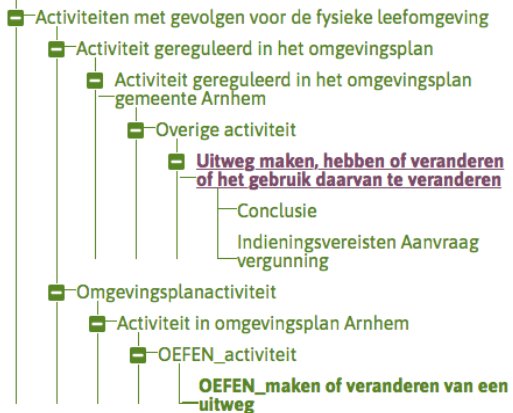 Activiteiten met gevolgen voor de fysieke leefomgeving
Activiteit gereguleerd in het omgevingsplan
Activiteit gereguleerd in het omgevingsplan
gemeente Arnhem
Overige activiteit
Uitweg maken, hebben of veranderen
of het gebruik daarvan te veranderen
Conclusie
Indieningsvereisten Aanvraag
vergunning
Omgevingsplanactiviteit
Activiteit in omgevingsplan Arnhem
OEFEN_activiteit
OEFEN_maken of veranderen van een
uitweg